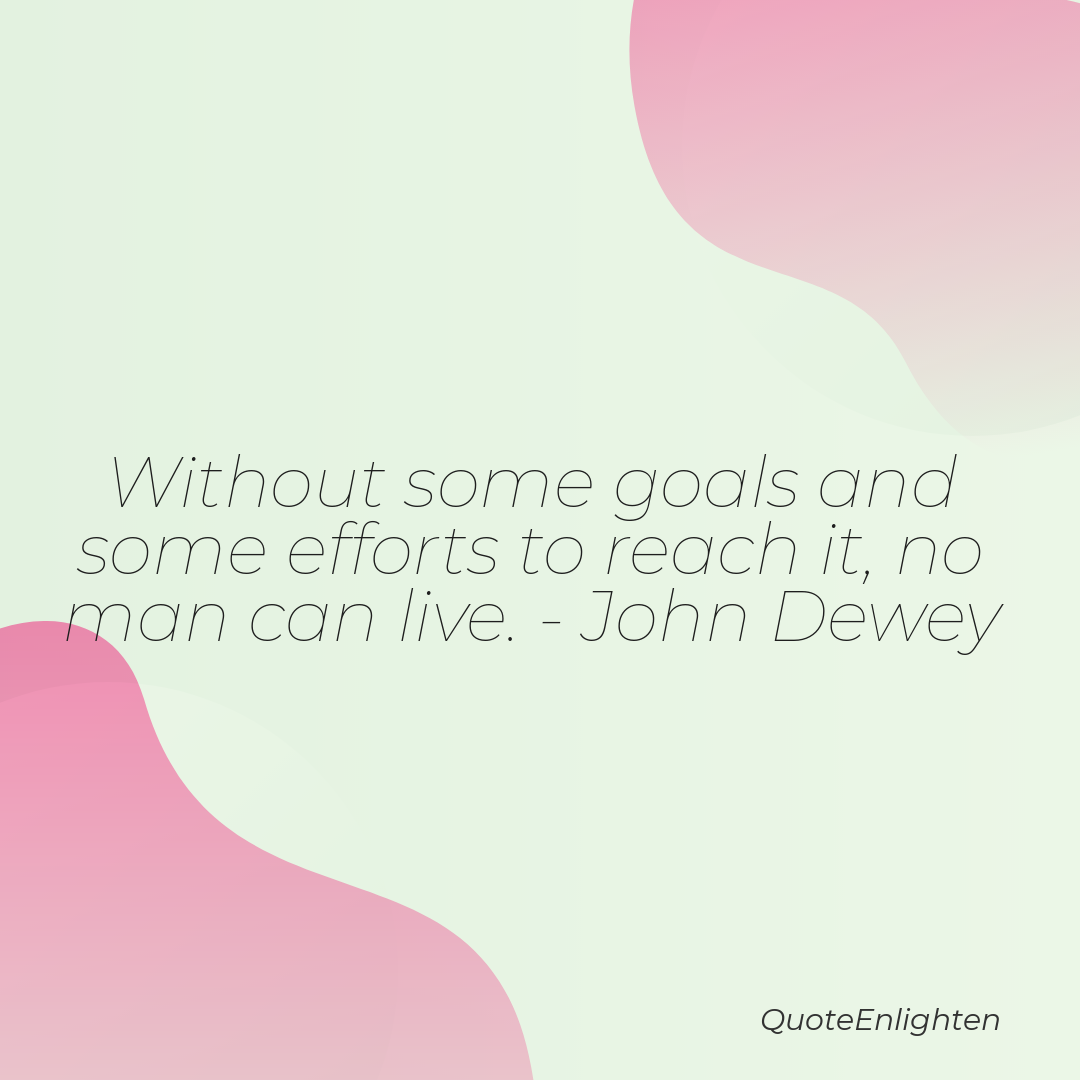 Without some goals and
some efforts to reach it, no
man can live. - John Dewey
QuoteEnlighten